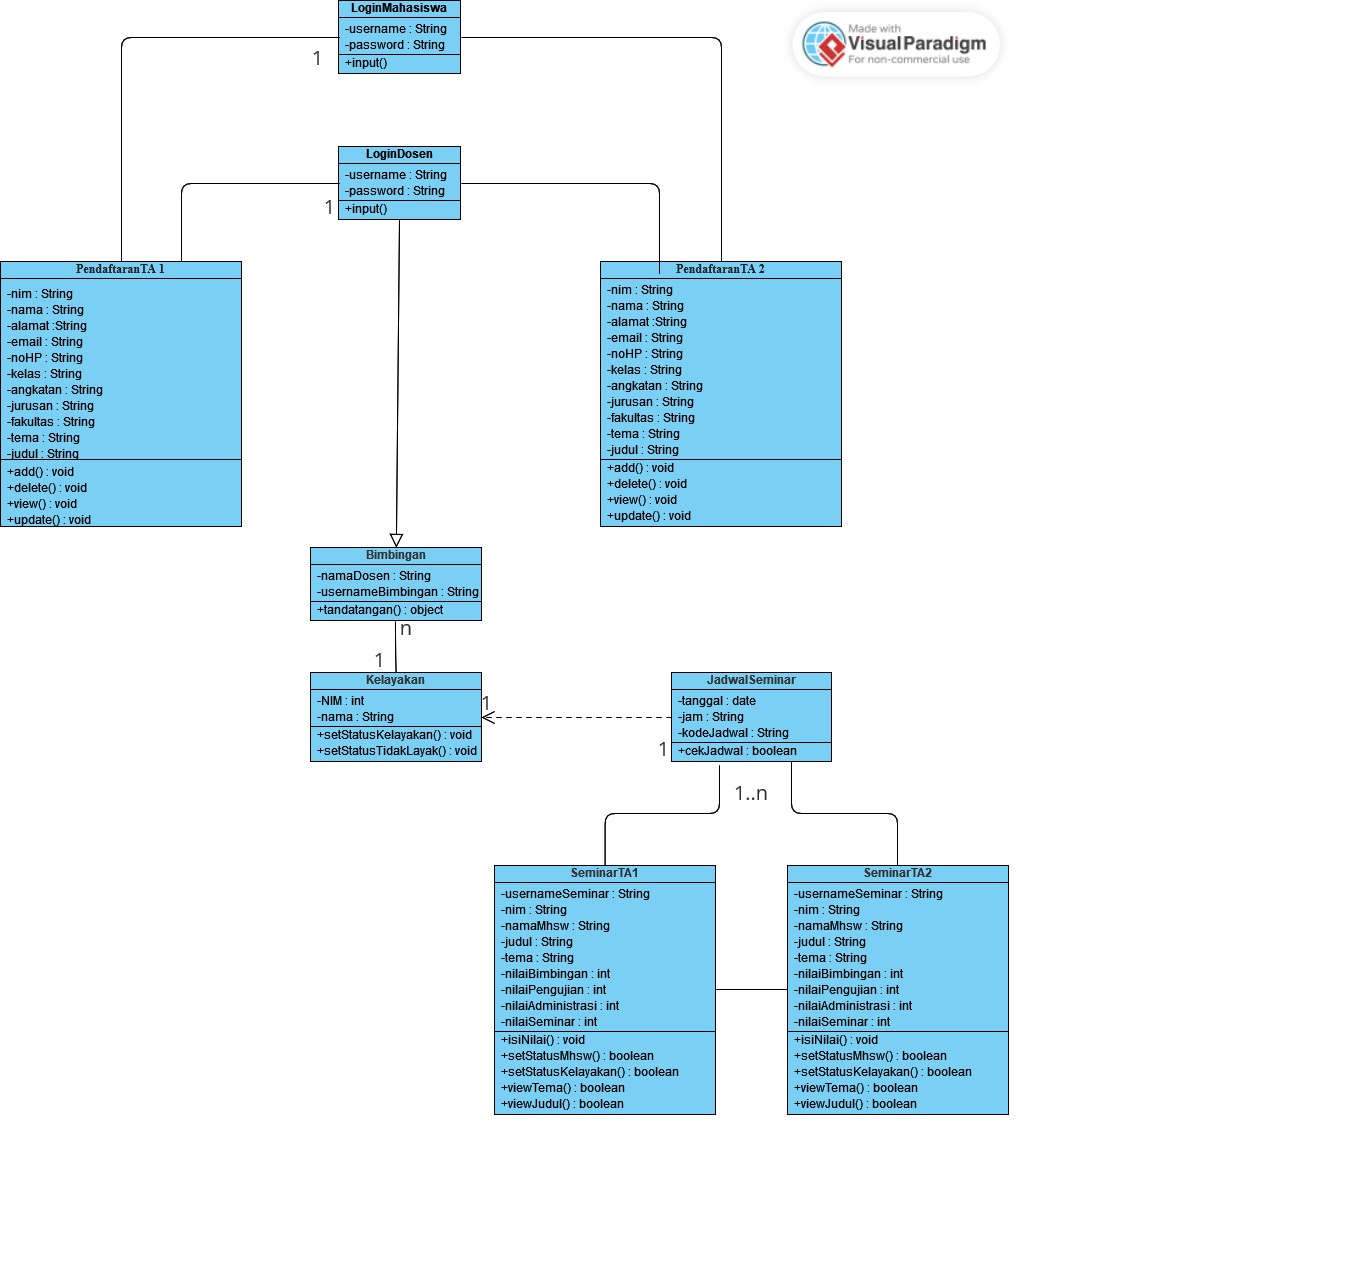 LoginMahasiswa
-username : String
-password : String
+input()
1
Made with
Visual Paradigm
For non-commercial use
LoginDosen
-username : String
-password : String
+input()
1
PendaftaranTA 1
-nim : String
-nama : String
-alamat :String
-email : String
-noHP : String
-kelas : String
-angkatan : String
-jurusan : String
-fakultas : String
-tema : String
-judul : String
+add() : void
+delete() : void
+view() : void
+update() : void
PendaftaranTA 2
-nim : String
-nama : String
-alamat :String
-email : String
-noHP : String
-kelas : String
-angkatan : String
-jurusan : String
-fakultas : String
-tema : String
-judul : String
+add() : void
+delete() : void
+view() : void
+update() : void
Bimbingan
-namaDosen : String
-usernameBimbingan : String
+tandatangan() : object
n
1
Kelayakan
-NIM : int
-nama : String
+setStatusKelayakan() : void
+setStatusTidakLayak() : void
1
JadwalSeminar
-tanggal : date
-jam : String
-kodeJadwal : String
+cekJadwal : boolean
1
1..n
SeminarTA1
-usernameSeminar : String
-nim : String
-namaMhsw : String
-judul : String
-tema : String
-nilaiBimbingan : int
-nilaiPengujian : int
-nilaiAdministrasi : int
-nilaiSeminar : int
+isiNilai() : void
+setStatusMhsw() : boolean
+setStatusKelayakan() : boolean
+viewTema() : boolean
+viewJudul() : boolean
SeminarTA2
-usernameSeminar : String
-nim : String
-namaMhsw : String
-judul : String
-tema : String
-nilaiBimbingan : int
-nilaiPengujian : int
-nilaiAdministrasi : int
-nilaiSeminar : int
+isiNilai() : void
+setStatusMhsw() : boolean
+setStatusKelayakan() : boolean
+viewTema() : boolean
+viewJudul() : boolean